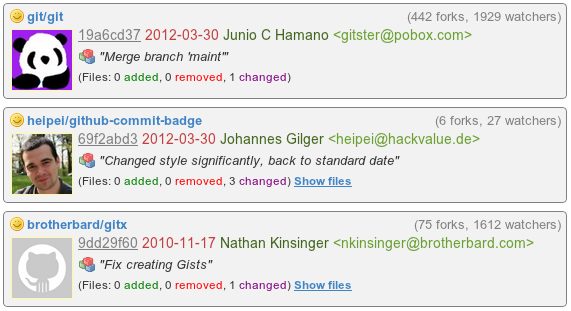 git/git (442 forks, 1929 watchers)
19a6cd37 2012-03-30 Junio C Hamano <gitster@pobox.com>
"Merge branch 'maint'"
(Files: 0 added, 0 removed, 1 changed)
heipei/github-commit-badge (6 forks, 27 watchers)
69f2abd3 2012-03-30 Johannes Gilger <heipei@hackvalue.de>
"Changed style significantly, back to standard date"
(Files: 0 added, 0 removed, 3 changed) Show files
brotherbard/gitx (75 forks, 1612 watchers)
9dd29f60 2010-11-17 Nathan Kinsinger <nkinsinger@brotherbard.com>
"Fix creating Gists"
(Files: 0 added, 0 removed, 1 changed) Show files